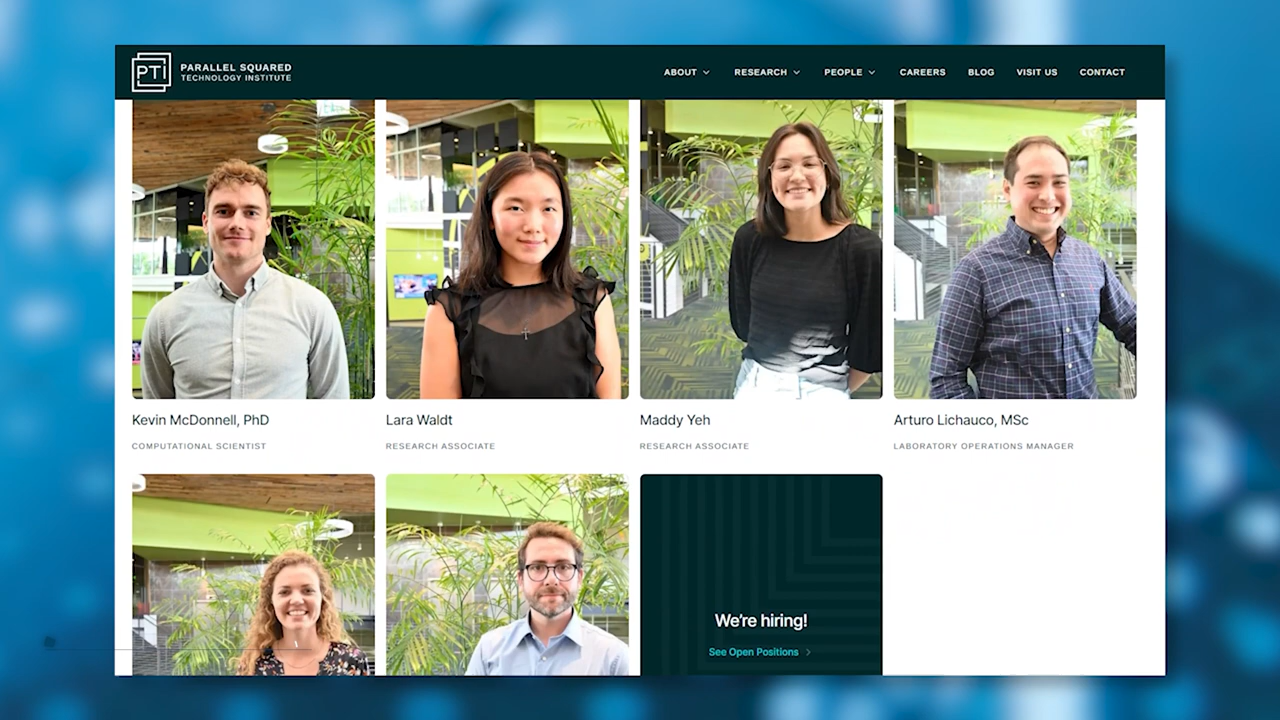 PTI
PARALLEL SQUARED
TECHNOLOGY INSTITUTE
ABOUT
RESEARCH
PEOPLE
CAREERS
BLOG
VISIT US
CONTACT
Kevin McDonnell, PhD
COMPUTATIONAL SCIENTIST
Lara Waldt
RESEARCH ASSOCIATE
Maddy Yeh
RESEARCH ASSOCIATE
Arturo Lichauco, MSc
LABORATORY OPERATIONS MANAGER
We're hiring!
See Open Positions